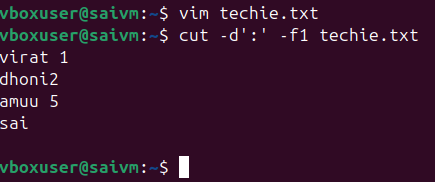 vboxuser@saivm:~$ vim techie.txt
vboxuser@saivm:~$ cut -d':' -f1 techie.txt
virat 1
dhoni2
amuu 5
sai
vboxuser@saivm:~$